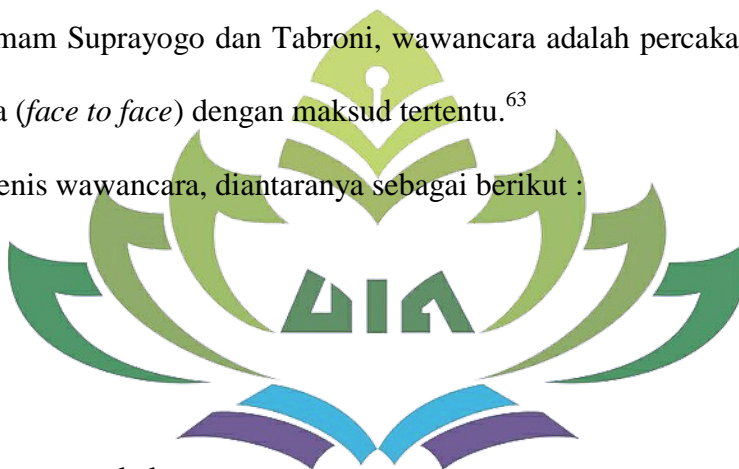 mam Suprayogo dan Tabroni, wawancara adalah percaka
a (face to face) dengan maksud tertentu.63
enis wawancara, diantaranya sebagai berikut :
UIN